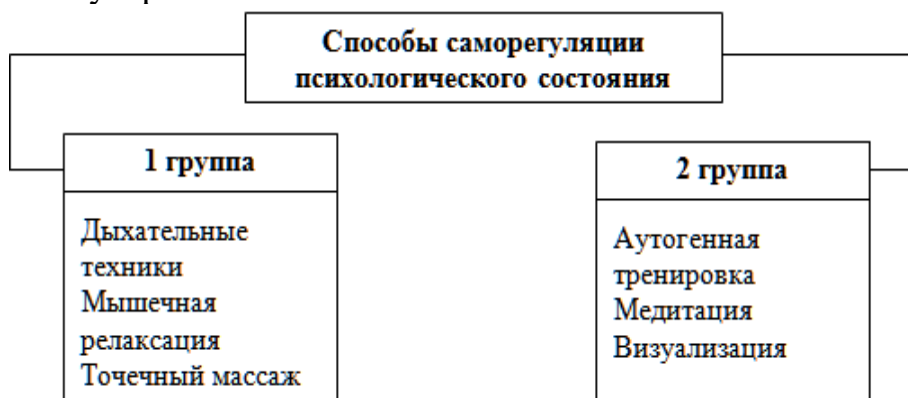 Способы саморегуляции
психологического состояния
1 группа
Дыхательные
техники
Мышечная
релаксация
Точечный массаж
2 группа
Аутогенная
тренировка
Медитация
Визуализация